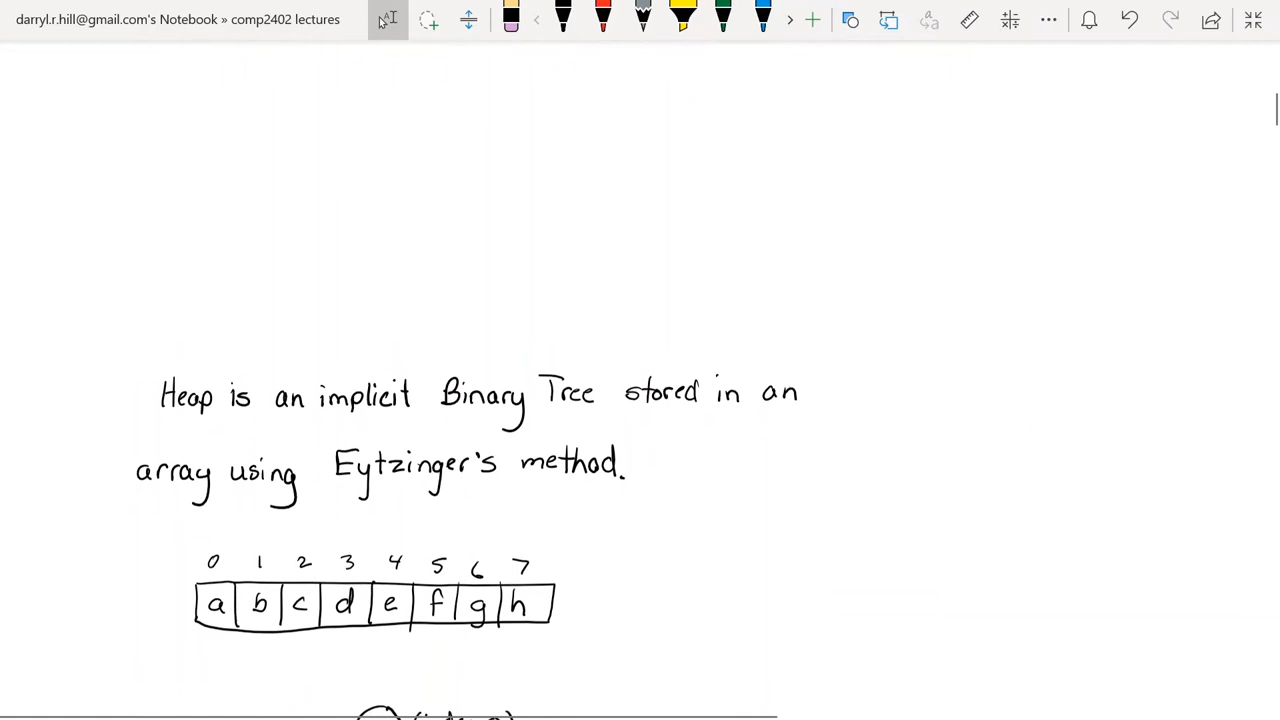 darryl.r.hill@gmail.com's Notebook » comp2402 lectures
Heap is an implicit Binary Tree stored in an
array using Eytzinger's method.
0 1 2 3 4 5 6 7
a b c d e f g h